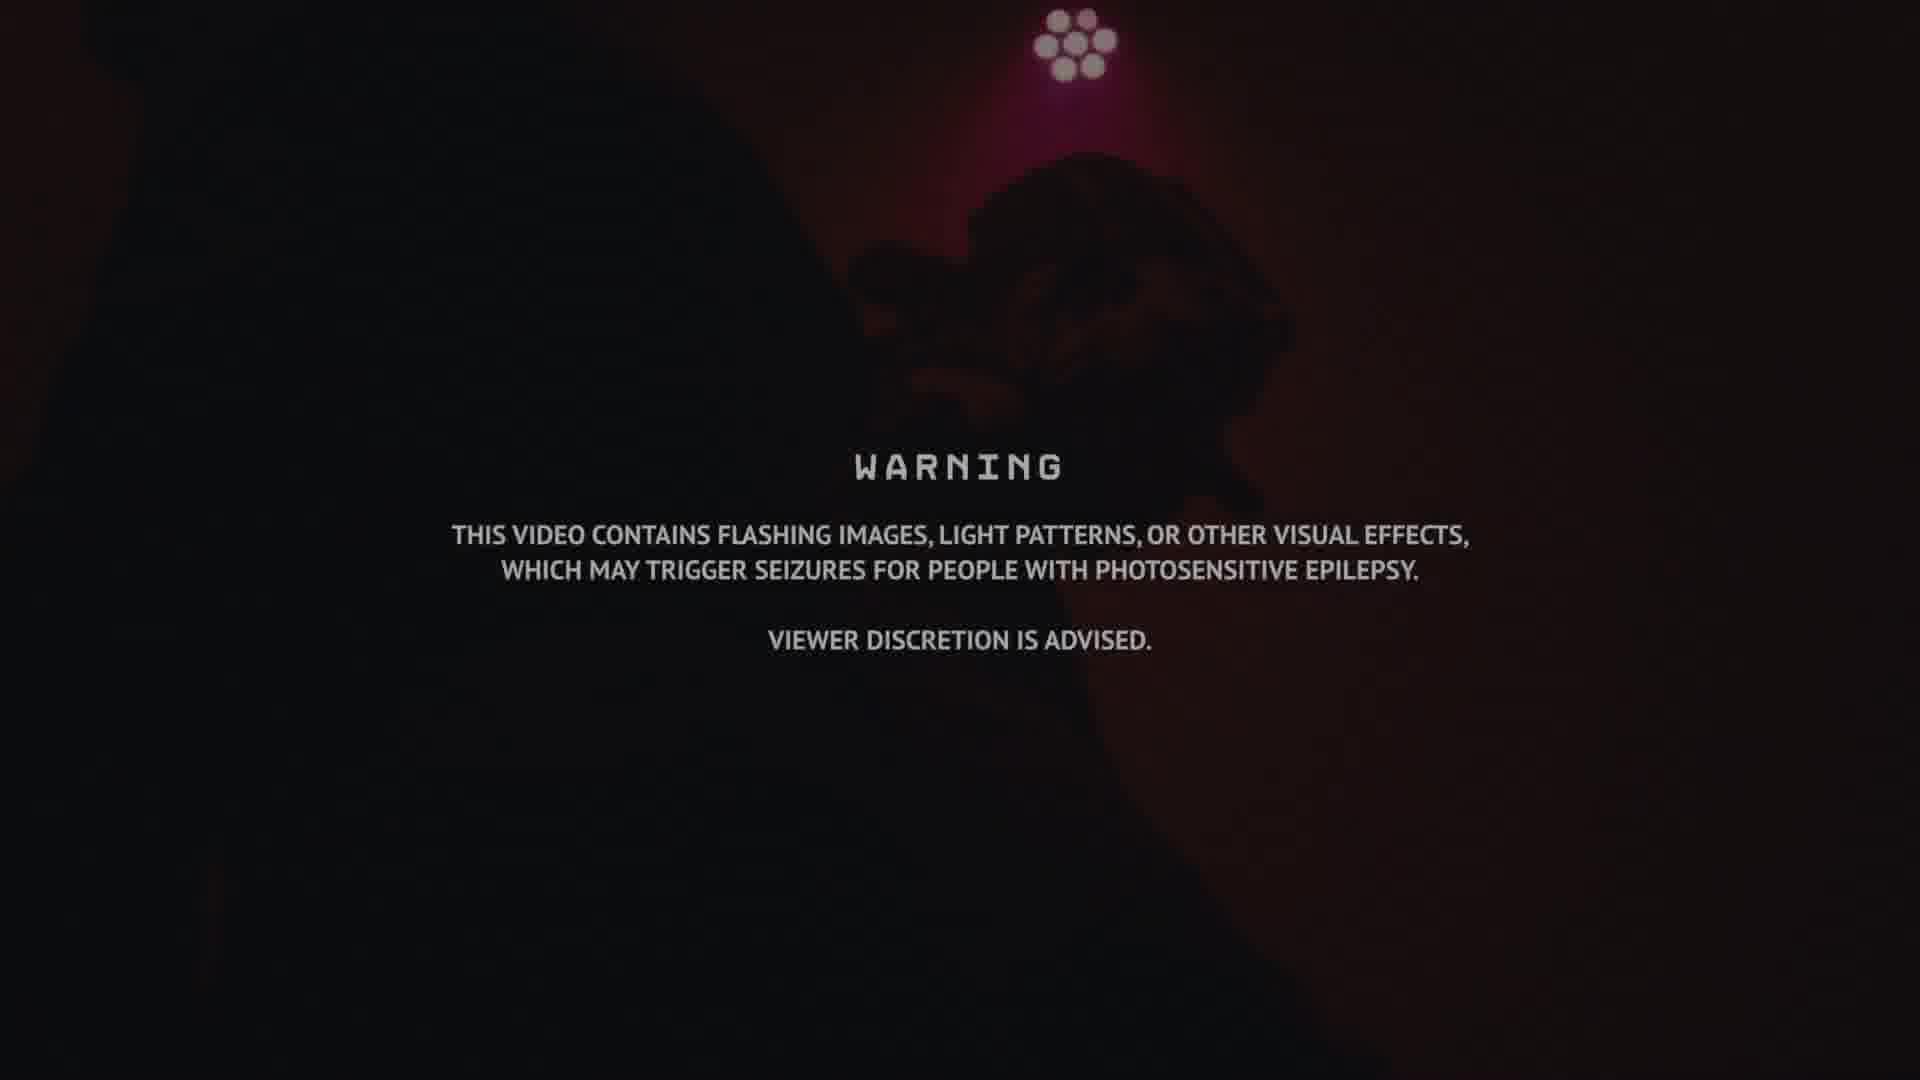 WARNING
THIS VIDEO CONTAINS FLASHING IMAGES, LIGHT PATTERNS, OR OTHER VISUAL EFFECTS,
WHICH MAY TRIGGER SEIZURES FOR PEOPLE WITH PHOTOSENSITIVE EPILEPSY.
VIEWER DISCRETION IS ADVISED.